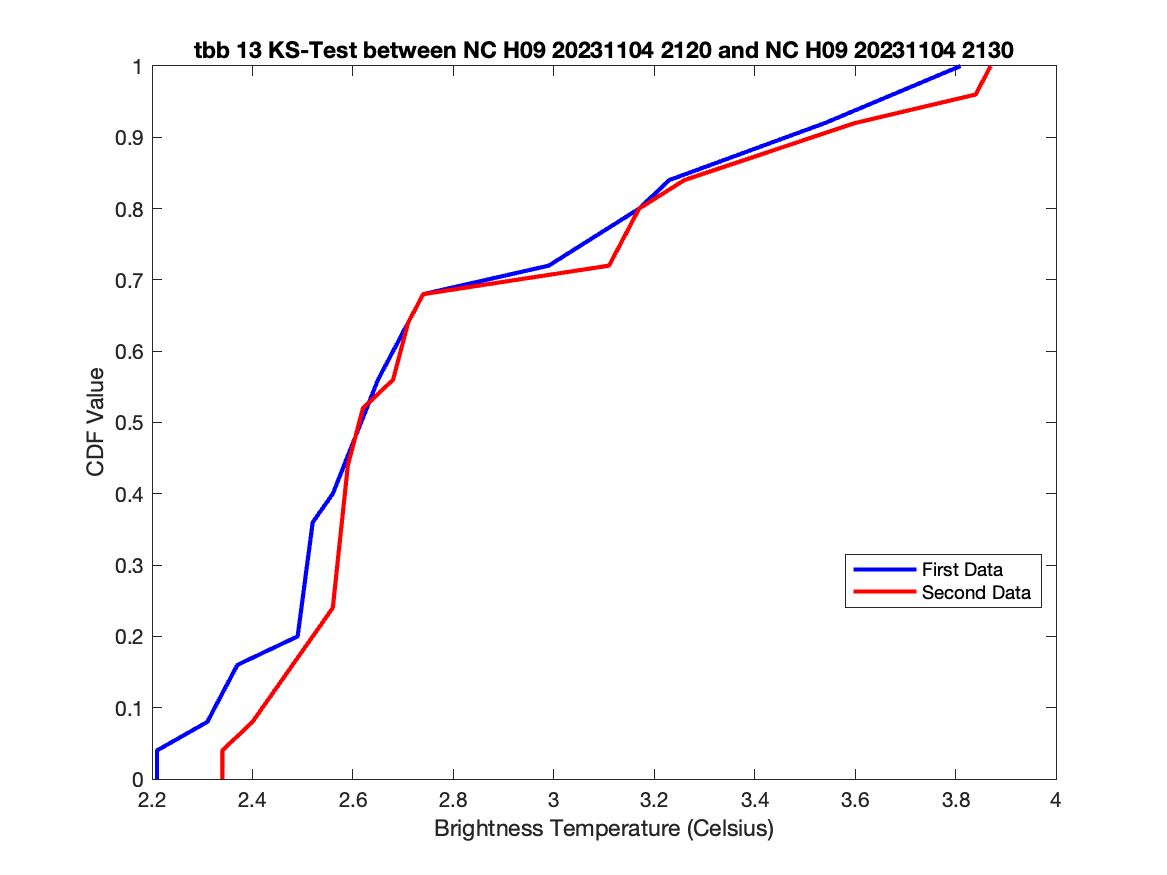 tbb 13 KS-Test between NC H09 20231104 2120 and NC H09 20231104 2130
1
0.9
0.8
0.7
0.6
0.5
0.4
0.3
0.2
0.1
0
CDF Value
First Data
Second Data
2.2 2.4 2.6 2.8 3 3.2 3.4 3.6 3.8 4
Brightness Temperature (Celsius)